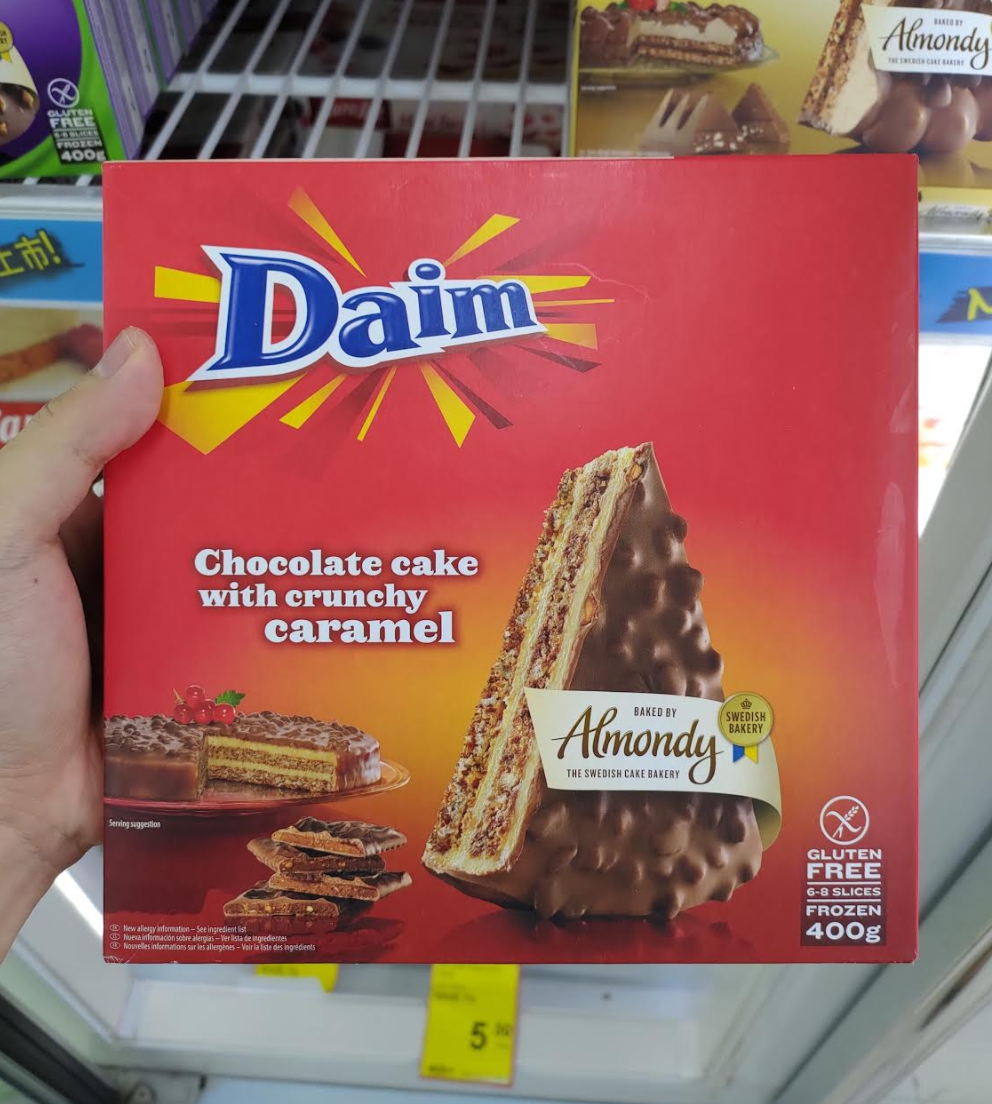 BAKED BY
Almondy
THE SWEDISH CAKE BAKERY
GLUTEN
FREE
6-8 SLICES
FROZEN
400g
上市!
Daim
Chocolate cake
with crunchy
caramel
BAKED BY
Almondy
THE SWEDISH CAKE BAKERY
SWEDISH
BAKERY
Serving suggestion
GLUTEN
FREE
6-8 SLICES
FROZEN
400g
New allergy information – See ingredient list
Nueva información sobre alergias – Ver lista de ingredientes
Nouvelles informations sur les allergènes – Voir la liste des ingrédients
5